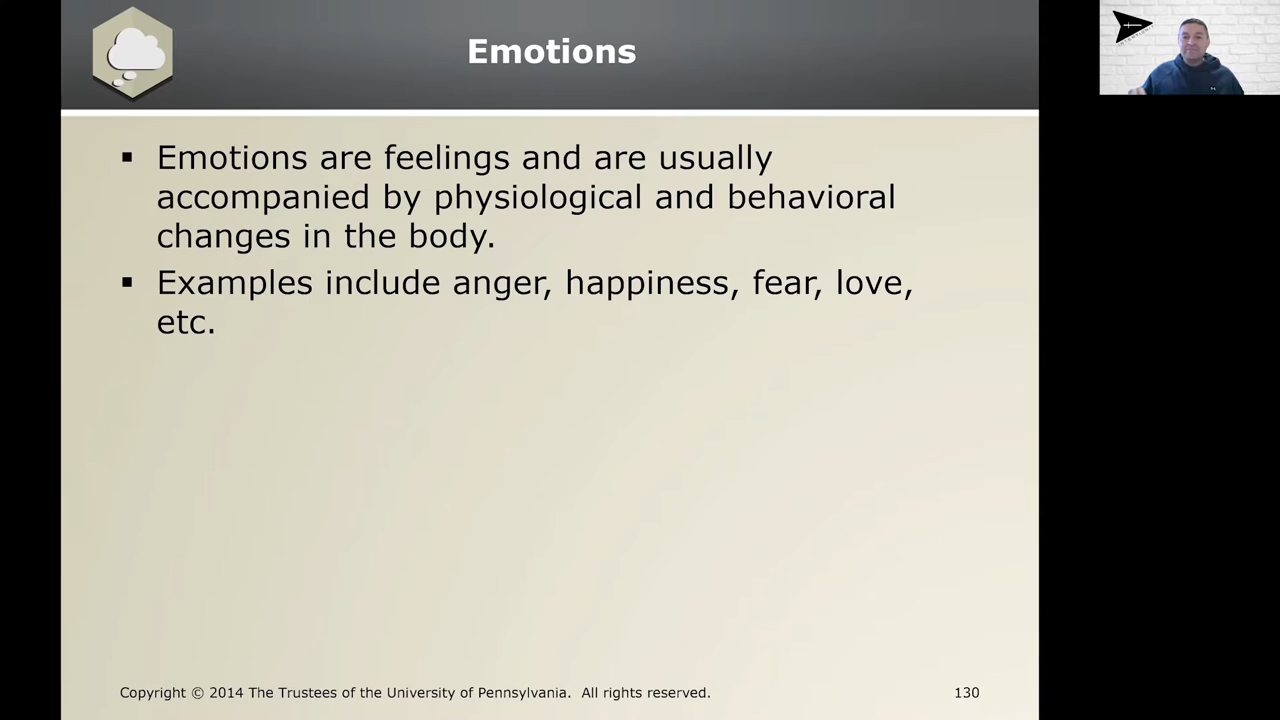 Emotions
▪ Emotions are feelings and are usually
accompanied by physiological and behavioral
changes in the body.
▪ Examples include anger, happiness, fear, love,
etc.
Copyright © 2014 The Trustees of the University of Pennsylvania. All rights reserved.
130